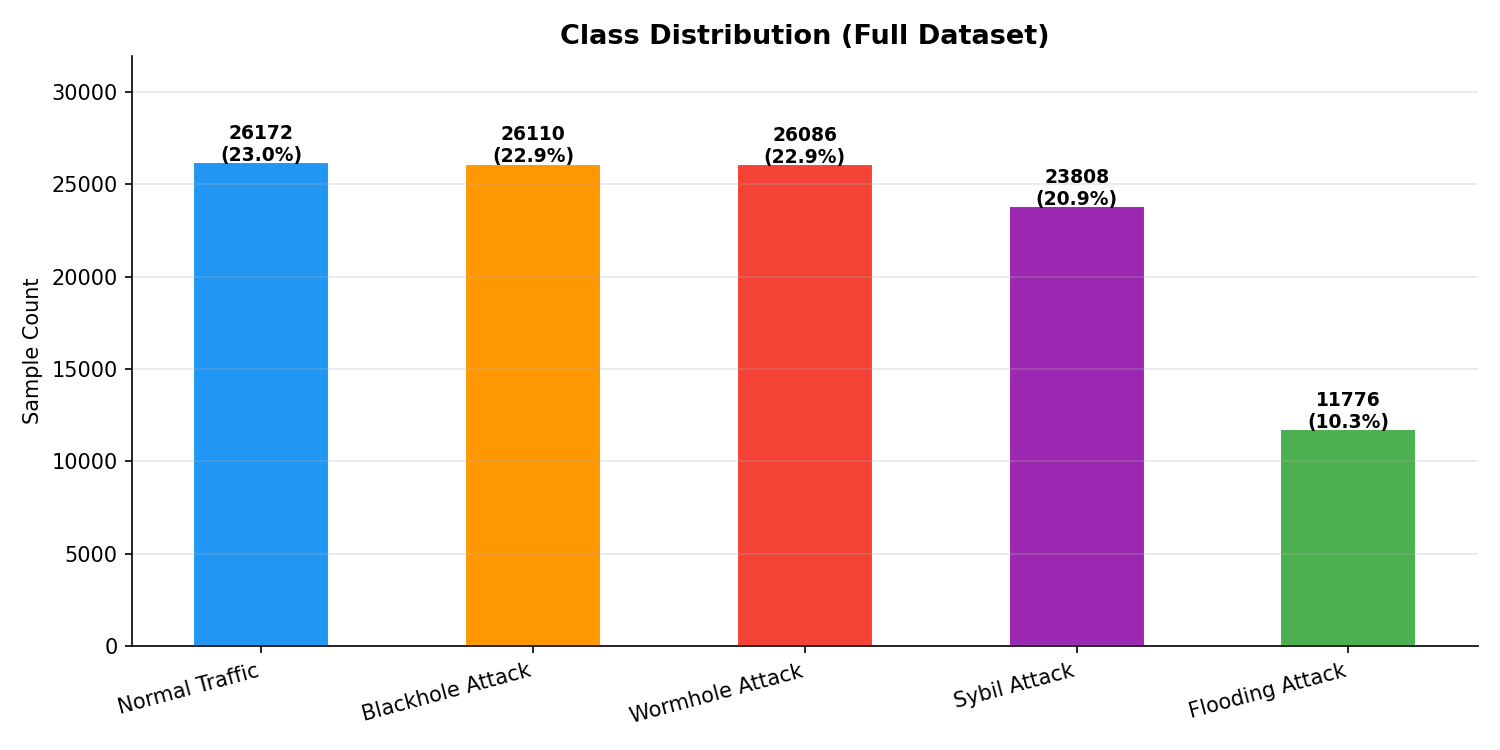 Class Distribution (Full Dataset)
Sample Count
30000
25000
20000
15000
10000
5000
0
26172
(23.0%)
26110
(22.9%)
26086
(22.9%)
23808
(20.9%)
11776
(10.3%)
Normal Traffic
Blackhole Attack
Wormhole Attack
Sybil Attack
Flooding Attack